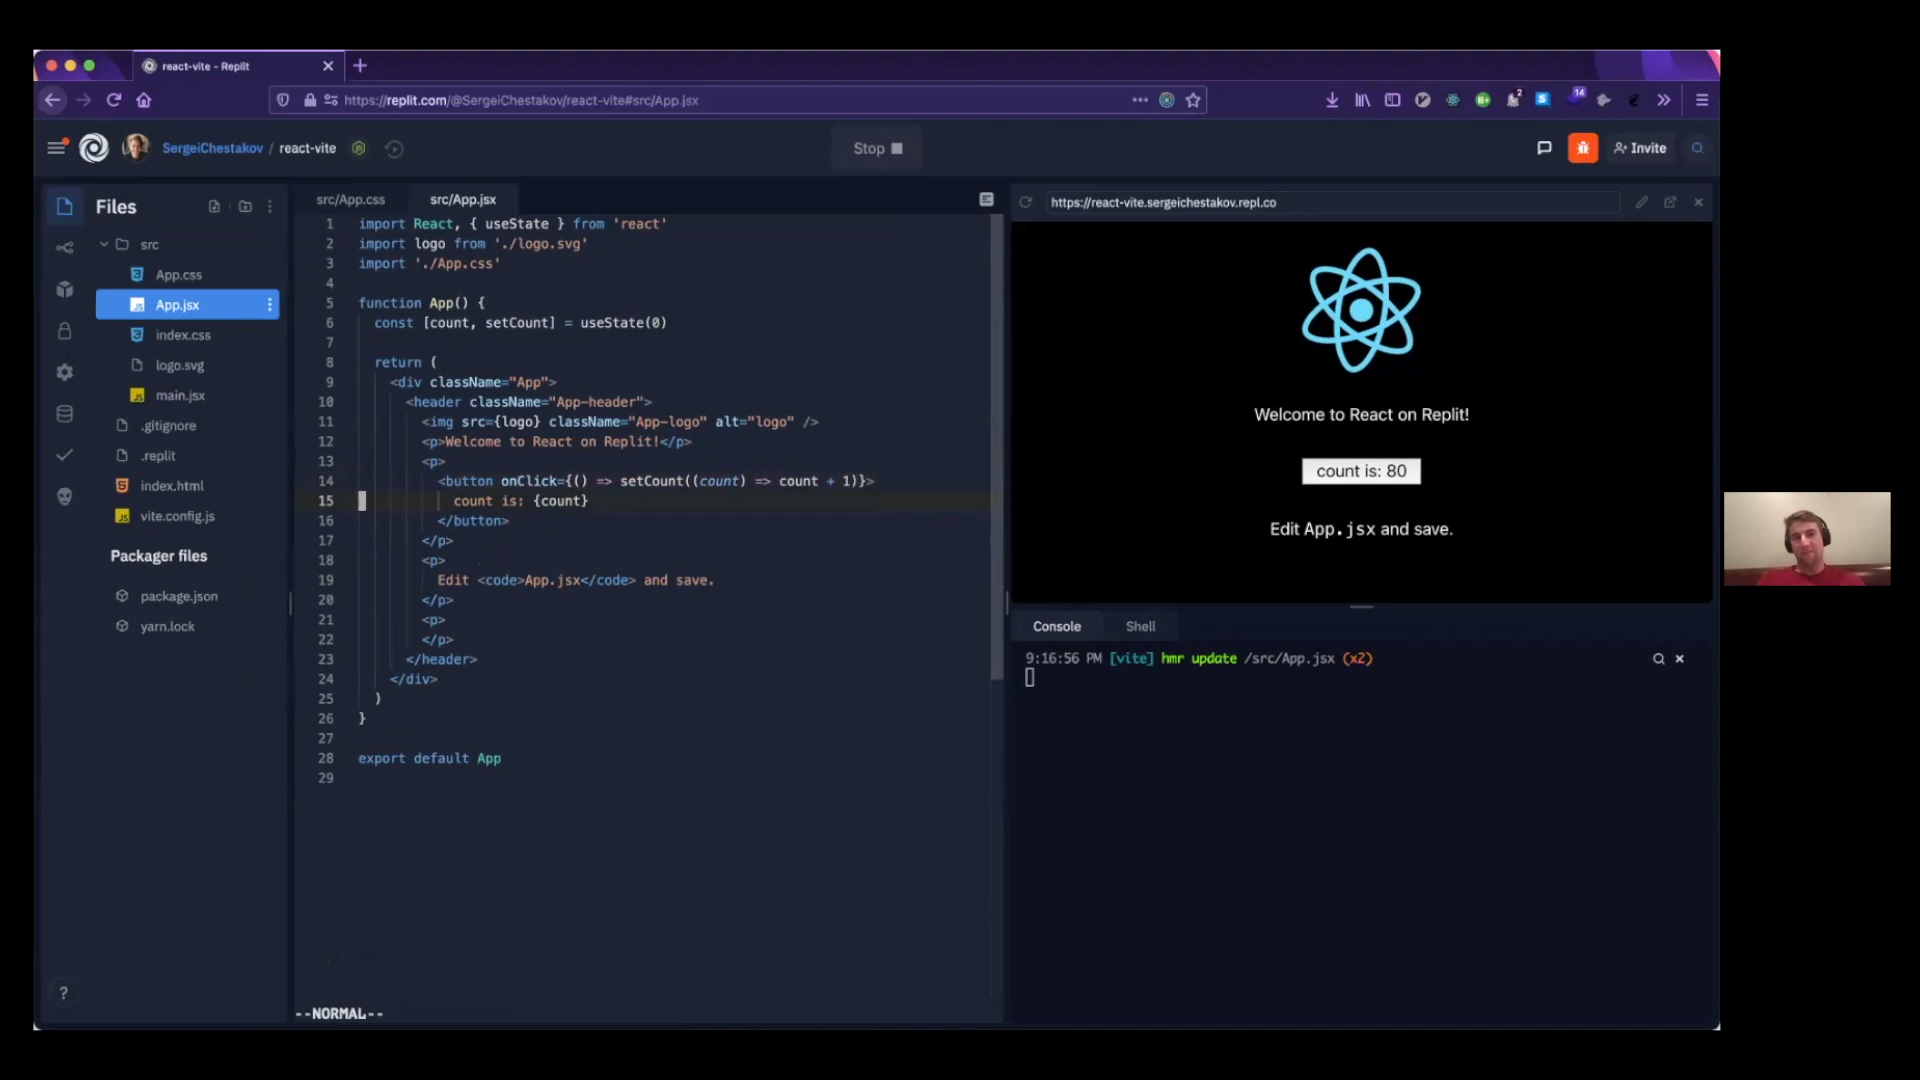 react-vite - Replit
https://replit.com/@SergeiChestakov/react-vite#src/App.jsx
2
14
SergeiChestakov / react-vite
Stop
Invite
Files
src
App.css
App.jsx
index.css
logo.svg
main.jsx
.gitignore
.replit
index.html
vite.config.js
Packager files
package.json
yarn.lock
?
src/App.css
src/App.jsx
1 import React, { useState } from 'react'
2 import logo from './logo.svg'
3 import './App.css'
4
5 function App() {
6 const [count, setCount] = useState(0)
7
8 return (
9 <div className="App">
10 <header className="App-header">
11 <img src={logo} className="App-logo" alt="logo" />
12 <p>Welcome to React on Replit!</p>
13 <p>
14 <button onClick={() => setCount((count) => count + 1)}>
15 count is: {count}
16 </button>
17 </p>
18 <p>
19 Edit <code>App.jsx</code> and save.
20 </p>
21 <p>
22 </p>
23 </header>
24 </div>
25 )
26 }
27
28 export default App
29
--NORMAL--
https://react-vite.sergeichestakov.repl.co
Welcome to React on Replit!
count is: 80
Edit App.jsx and save.
Console
Shell
9:16:56 PM [vite] hmr update /src/App.jsx (x2)